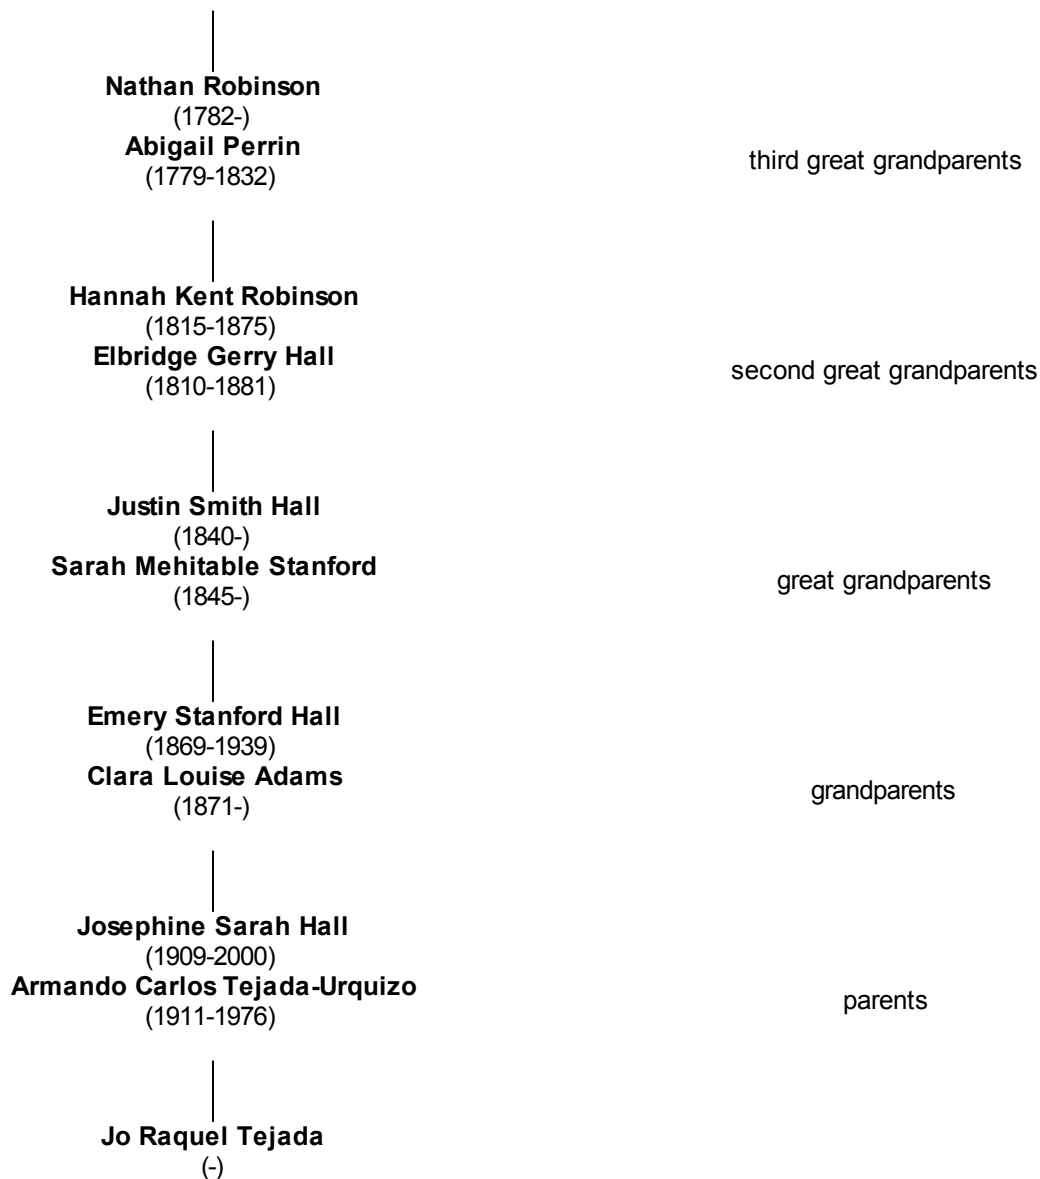 Nathan Robinson
(1782-)
Abigail Perrin
(1779-1832)
third great grandparents
Hannah Kent Robinson
(1815-1875)
Elbridge Gerry Hall
(1810-1881)
second great grandparents
Justin Smith Hall
(1840-)
Sarah Mehitable Stanford
(1845-)
great grandparents
Emery Stanford Hall
(1869-1939)
Clara Louise Adams
(1871-)
grandparents
Josephine Sarah Hall
(1909-2000)
Armando Carlos Tejada-Urquizo
(1911-1976)
parents
Jo Raquel Tejada
(-)